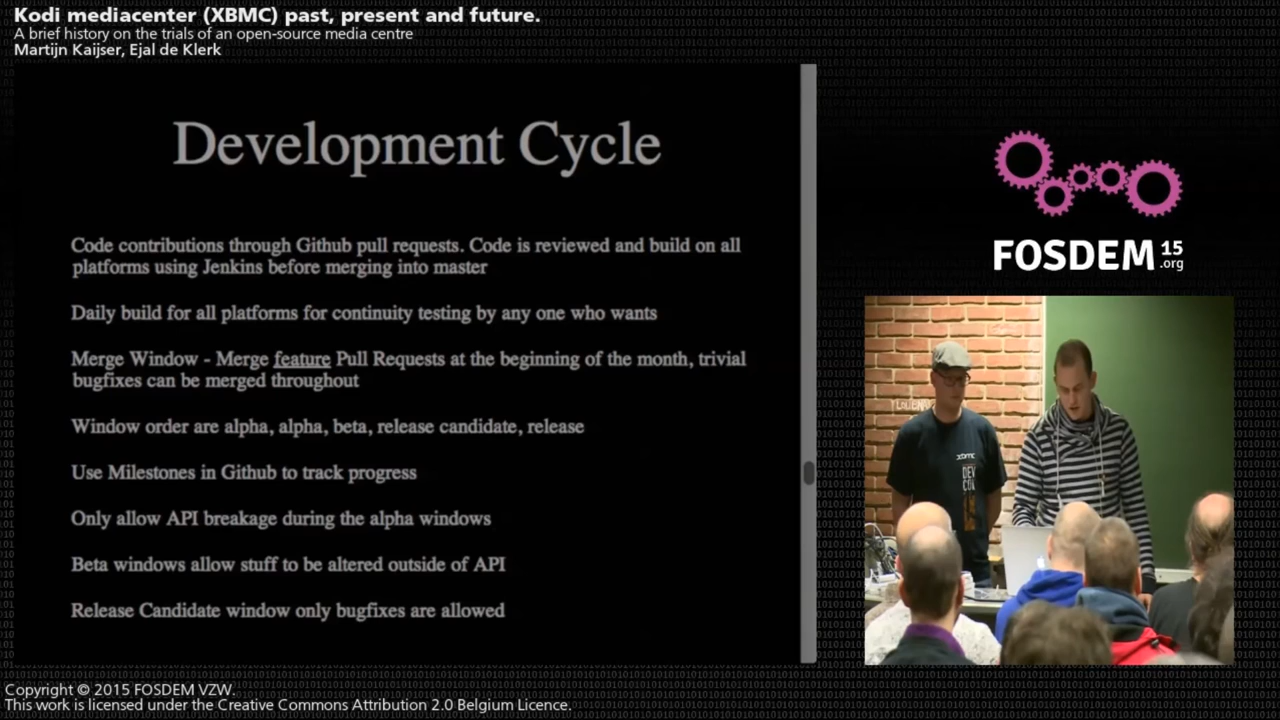 Kodi mediacenter (XBMC) past, present and future.
A brief history on the trials of an open-source media centre
Martijn Kaijser, Ejal de Klerk
Development Cycle
Code contributions through Github pull requests. Code is reviewed and build on all
platforms using Jenkins before merging into master
Daily build for all platforms for continuity testing by any one who wants
Merge Window - Merge feature Pull Requests at the beginning of the month, trivial
bugfixes can be merged throughout
Window order are alpha, alpha, beta, release candidate, release
Use Milestones in Github to track progress
Only allow API breakage during the alpha windows
Beta windows allow stuff to be altered outside of API
Release Candidate window only bugfixes are allowed
FOSDEM 15
.org
xbmc
DEV
CON
Copyright © 2015 FOSDEM VZW.
This work is licensed under the Creative Commons Attribution 2.0 Belgium Licence.